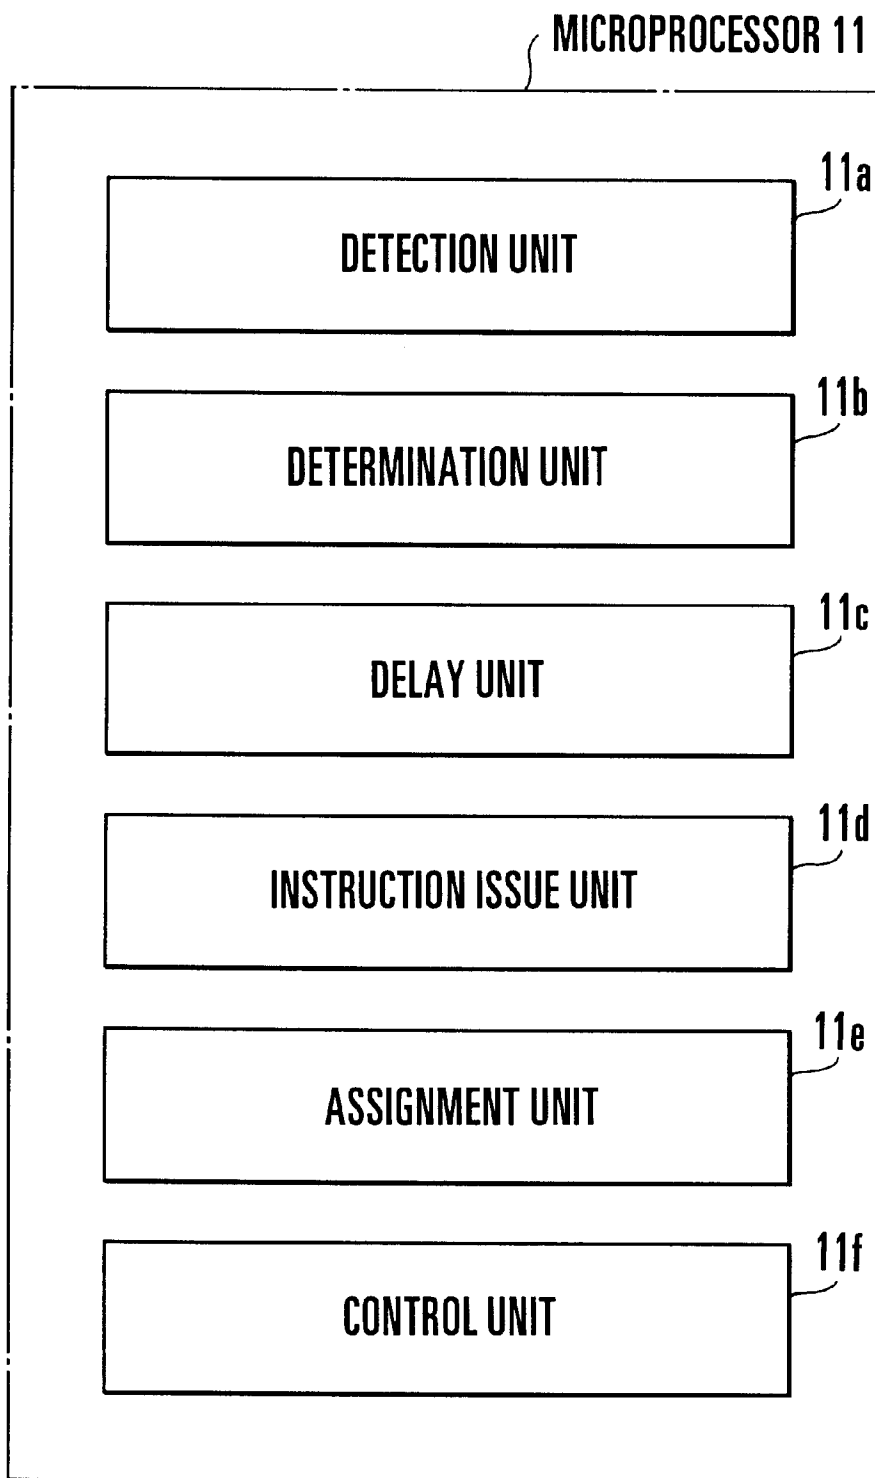 MICROPROCESSOR 11
11a
DETECTION UNIT
11b
DETERMINATION UNIT
11c
DELAY UNIT
11d
INSTRUCTION ISSUE UNIT
11e
ASSIGNMENT UNIT
11f
CONTROL UNIT